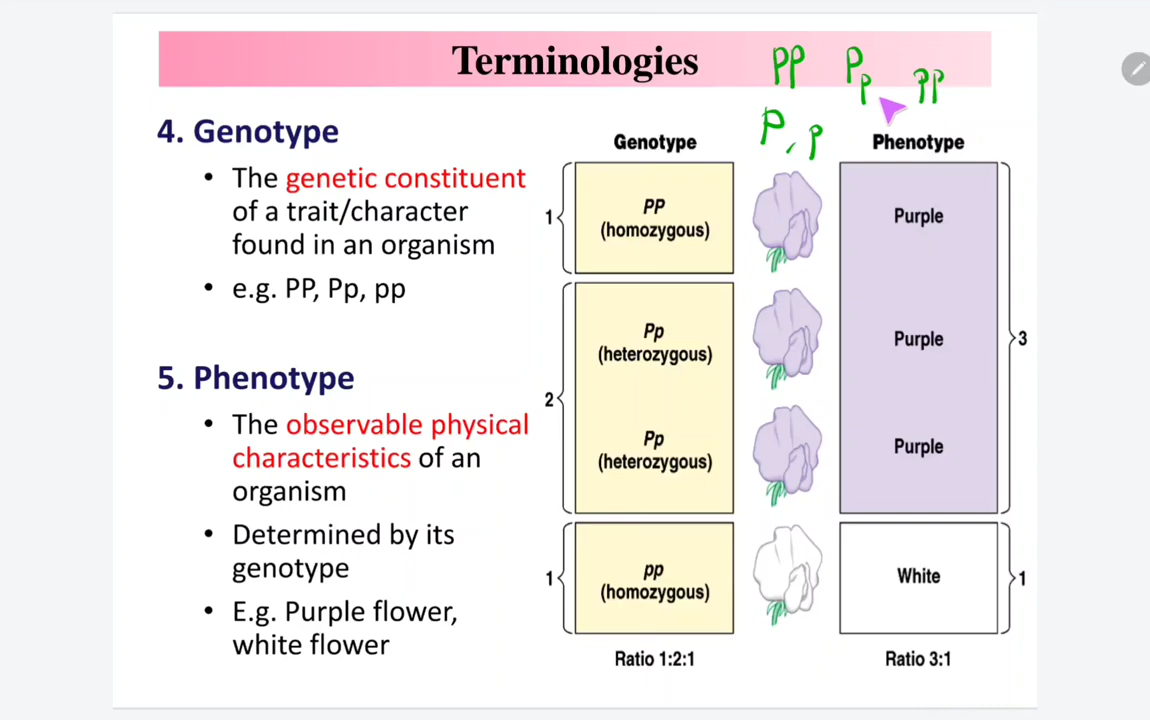 Terminologies
PP Pp pp
P, p
4. Genotype
• The genetic constituent
of a trait/character
found in an organism
• e.g. PP, Pp, pp
5. Phenotype
• The observable physical
characteristics of an
organism
• Determined by its
genotype
• E.g. Purple flower,
white flower
Genotype
Phenotype
1
PP
(homozygous)
Purple
2
Pp
(heterozygous)
Purple
3
Pp
(heterozygous)
Purple
1
pp
(homozygous)
White
1
Ratio 1:2:1
Ratio 3:1